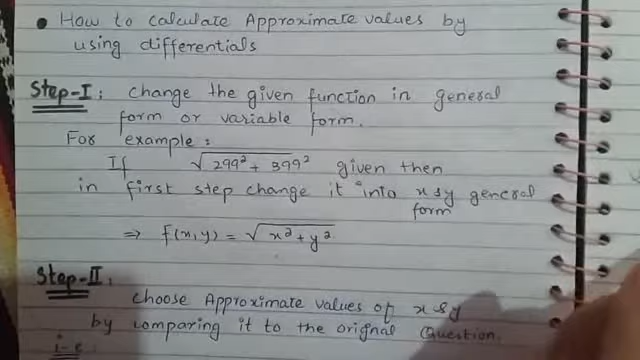 • How to calculate Approximate values by
using differentials
Step-I: Change the given function in general
form or variable form.
For example:
If √299² + 399² given then
in first step change it into x & y general
form
⇒ f(x,y) = √x² + y²
Step-II:
Choose Approximate values of x & y
by comparing it to the orignal Question.
i-e